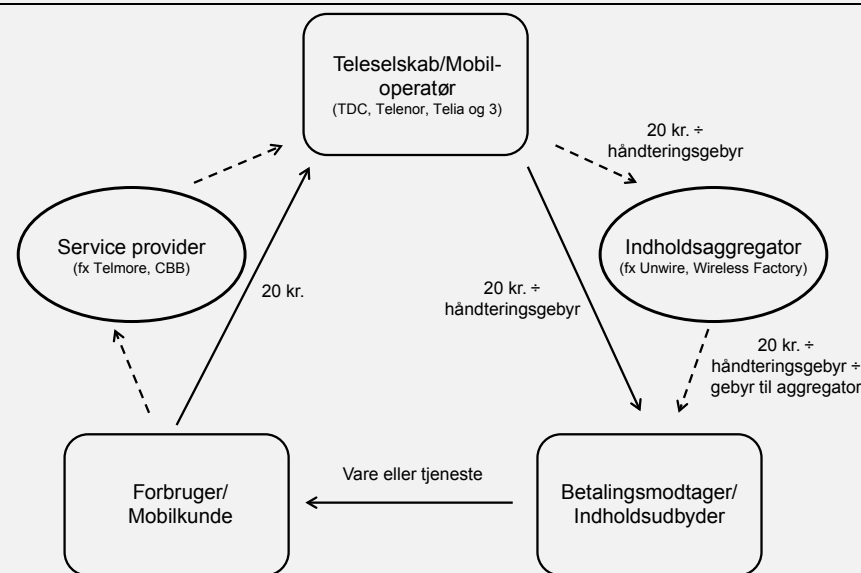 Teleselskab/Mobil-
operatør
(TDC, Telenor, Telia og 3)
20 kr. ÷
håndteringsgebyr
Service provider
(fx Telmore, CBB)
Indholdsaggregator
(fx Unwire, Wireless Factory)
20 kr.
20 kr. ÷
håndteringsgebyr
20 kr. ÷
håndteringsgebyr ÷
gebyr til aggregator
Vare eller tjeneste
Forbruger/
Mobilkunde
Betalingsmodtager/
Indholdsudbyder